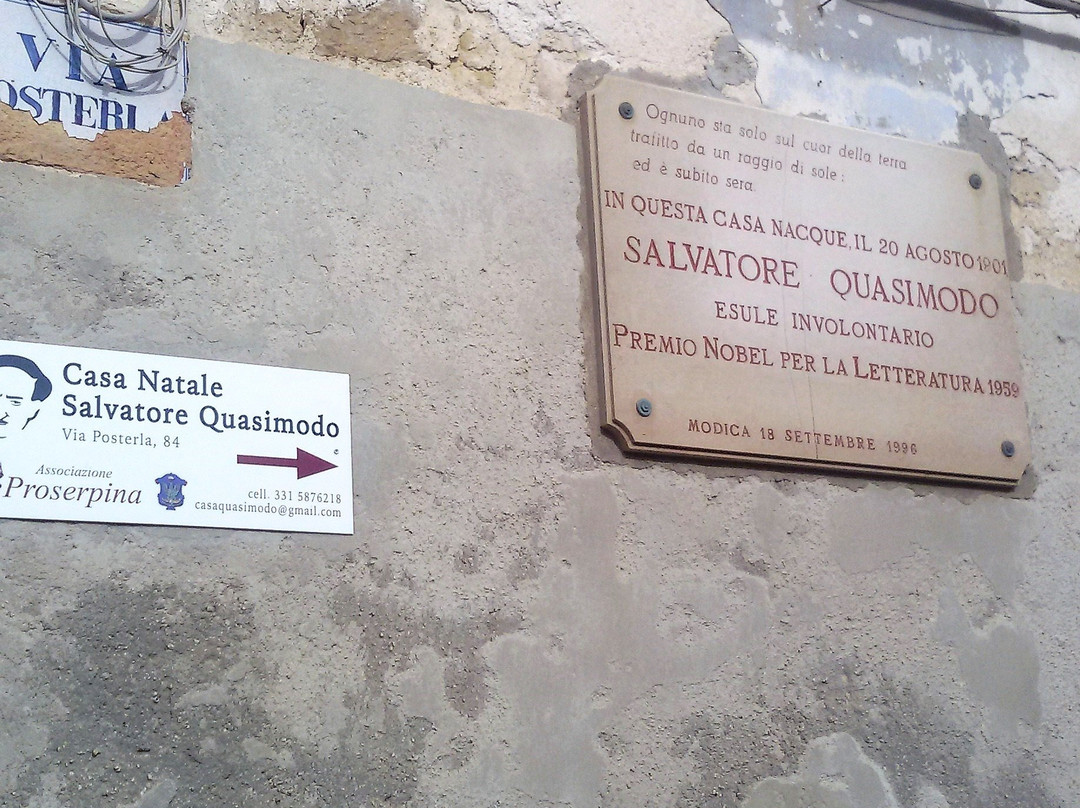 VIA
OSTERLA
Ognuno sta solo sul cuor della terra
trafitto da un raggio di sole:
ed è subito sera
IN QUESTA CASA NACQUE, IL 20 AGOSTO 1901
SALVATORE QUASIMODO
ESULE INVOLONTARIO
PREMIO NOBEL PER LA LETTERATURA 1959
MODICA 18 SETTEMBRE 1996
Casa Natale
Salvatore Quasimodo
Via Posterla, 84
Associazione
Proserpina
cell. 331 5876218
casaquasimodo@gmail.com